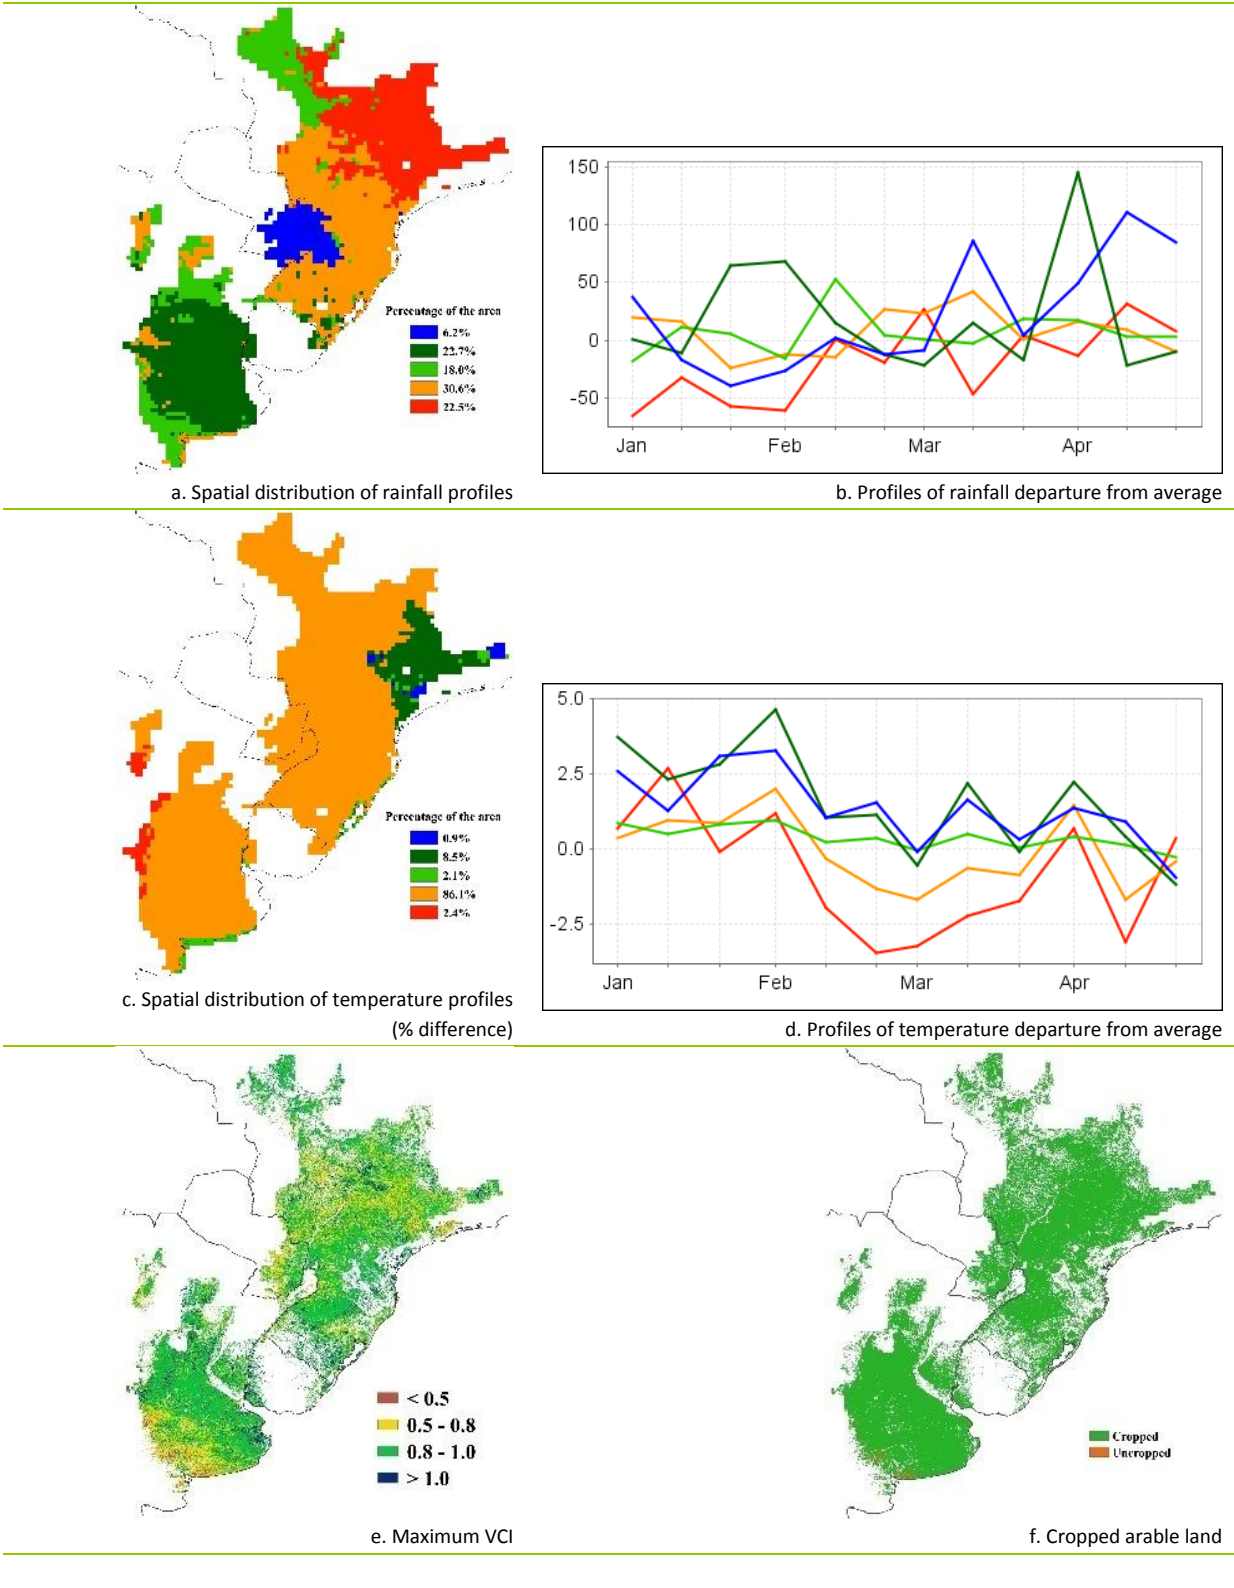 Percentage of the area
6.2%
22.7%
18.0%
30.6%
22.5%
150
100
50
0
-50
Jan Feb Mar Apr
a. Spatial distribution of rainfall profiles
b. Profiles of rainfall departure from average
Percentage of the area
0.9%
8.5%
2.1%
86.1%
2.4%
5.0
2.5
0.0
-2.5
Jan Feb Mar Apr
c. Spatial distribution of temperature profiles
(% difference)
d. Profiles of temperature departure from average
< 0.5
0.5 - 0.8
0.8 - 1.0
> 1.0
Cropped
Uncropped
e. Maximum VCI
f. Cropped arable land